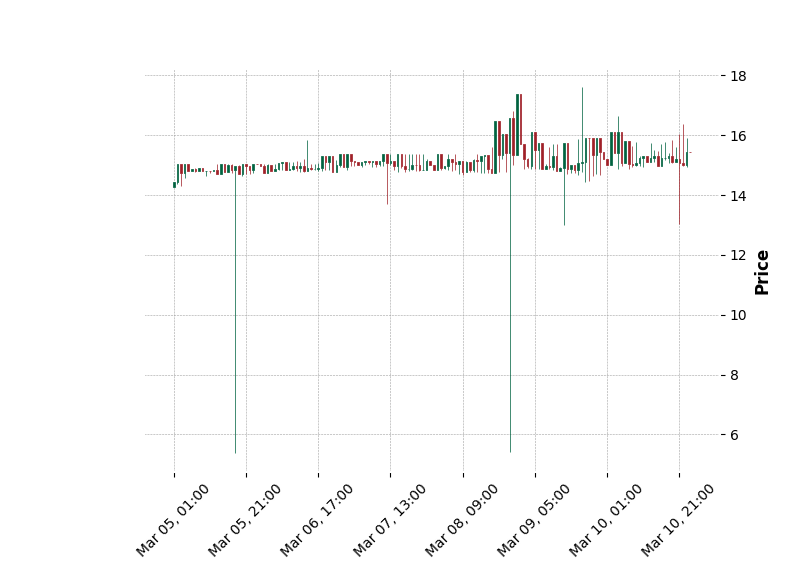 18
16
14
12
10
8
6
Price
Mar 05, 01:00
Mar 05, 21:00
Mar 06, 17:00
Mar 07, 13:00
Mar 08, 09:00
Mar 09, 05:00
Mar 10, 01:00
Mar 10, 21:00